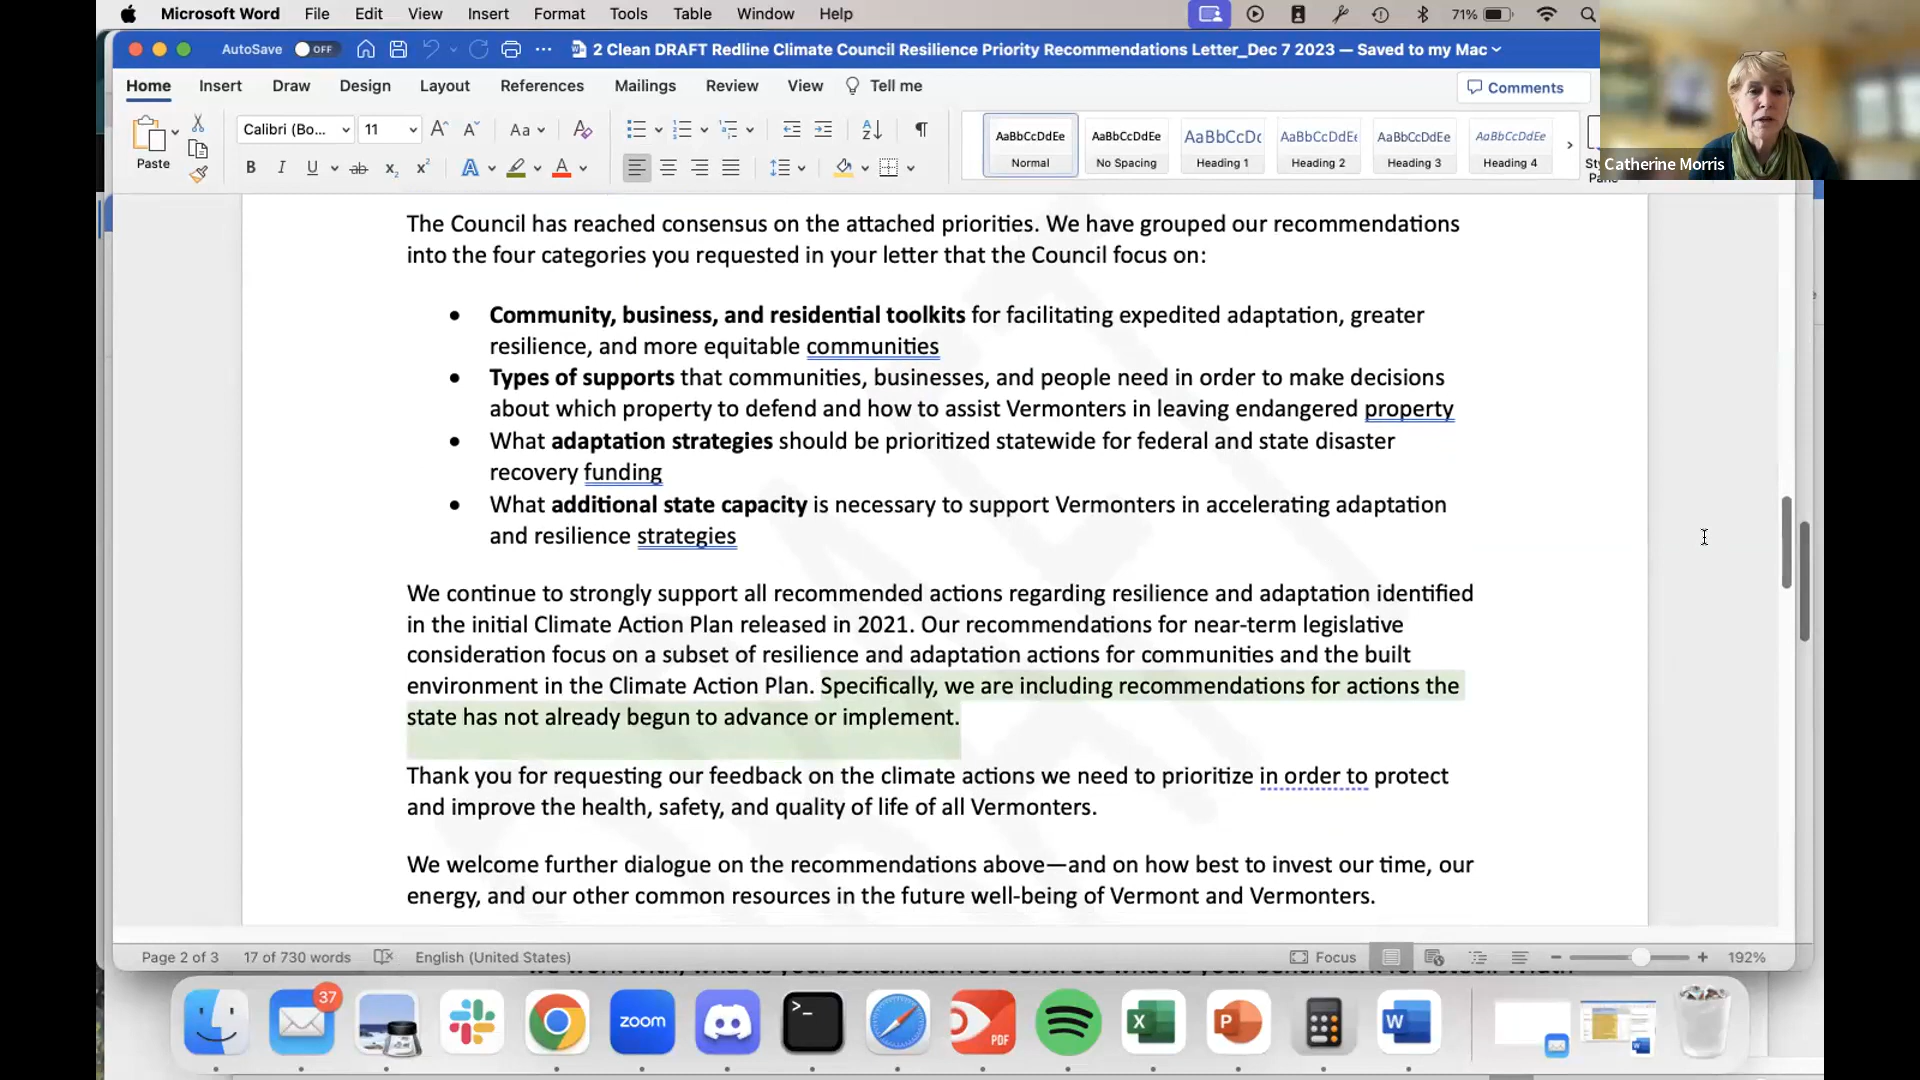 Microsoft Word File Edit View Insert Format Tools Table Window Help 71%
AutoSave OFF 2 Clean DRAFT Redline Climate Council Resilience Priority Recommendations Letter_Dec 7 2023 — Saved to my Mac
Home Insert Draw Design Layout References Mailings Review View Tell me Comments
Paste Calibri (Bo... 11 Aa
AaBbCcDdEe AaBbCcDdEe AaBbCcDc AaBbCcDdEe AaBbCcDdEe AaBbCcDdEe
Normal No Spacing Heading 1 Heading 2 Heading 3 Heading 4
Catherine Morris
The Council has reached consensus on the attached priorities. We have grouped our recommendations
into the four categories you requested in your letter that the Council focus on:
• Community, business, and residential toolkits for facilitating expedited adaptation, greater
resilience, and more equitable communities
• Types of supports that communities, businesses, and people need in order to make decisions
about which property to defend and how to assist Vermonters in leaving endangered property
• What adaptation strategies should be prioritized statewide for federal and state disaster
recovery funding
• What additional state capacity is necessary to support Vermonters in accelerating adaptation
and resilience strategies
We continue to strongly support all recommended actions regarding resilience and adaptation identified
in the initial Climate Action Plan released in 2021. Our recommendations for near-term legislative
consideration focus on a subset of resilience and adaptation actions for communities and the built
environment in the Climate Action Plan. Specifically, we are including recommendations for actions the
state has not already begun to advance or implement.
Thank you for requesting our feedback on the climate actions we need to prioritize in order to protect
and improve the health, safety, and quality of life of all Vermonters.
We welcome further dialogue on the recommendations above—and on how best to invest our time, our
energy, and our other common resources in the future well-being of Vermont and Vermonters.
Page 2 of 3 17 of 730 words English (United States) Focus 192%
37
zoom
PDF